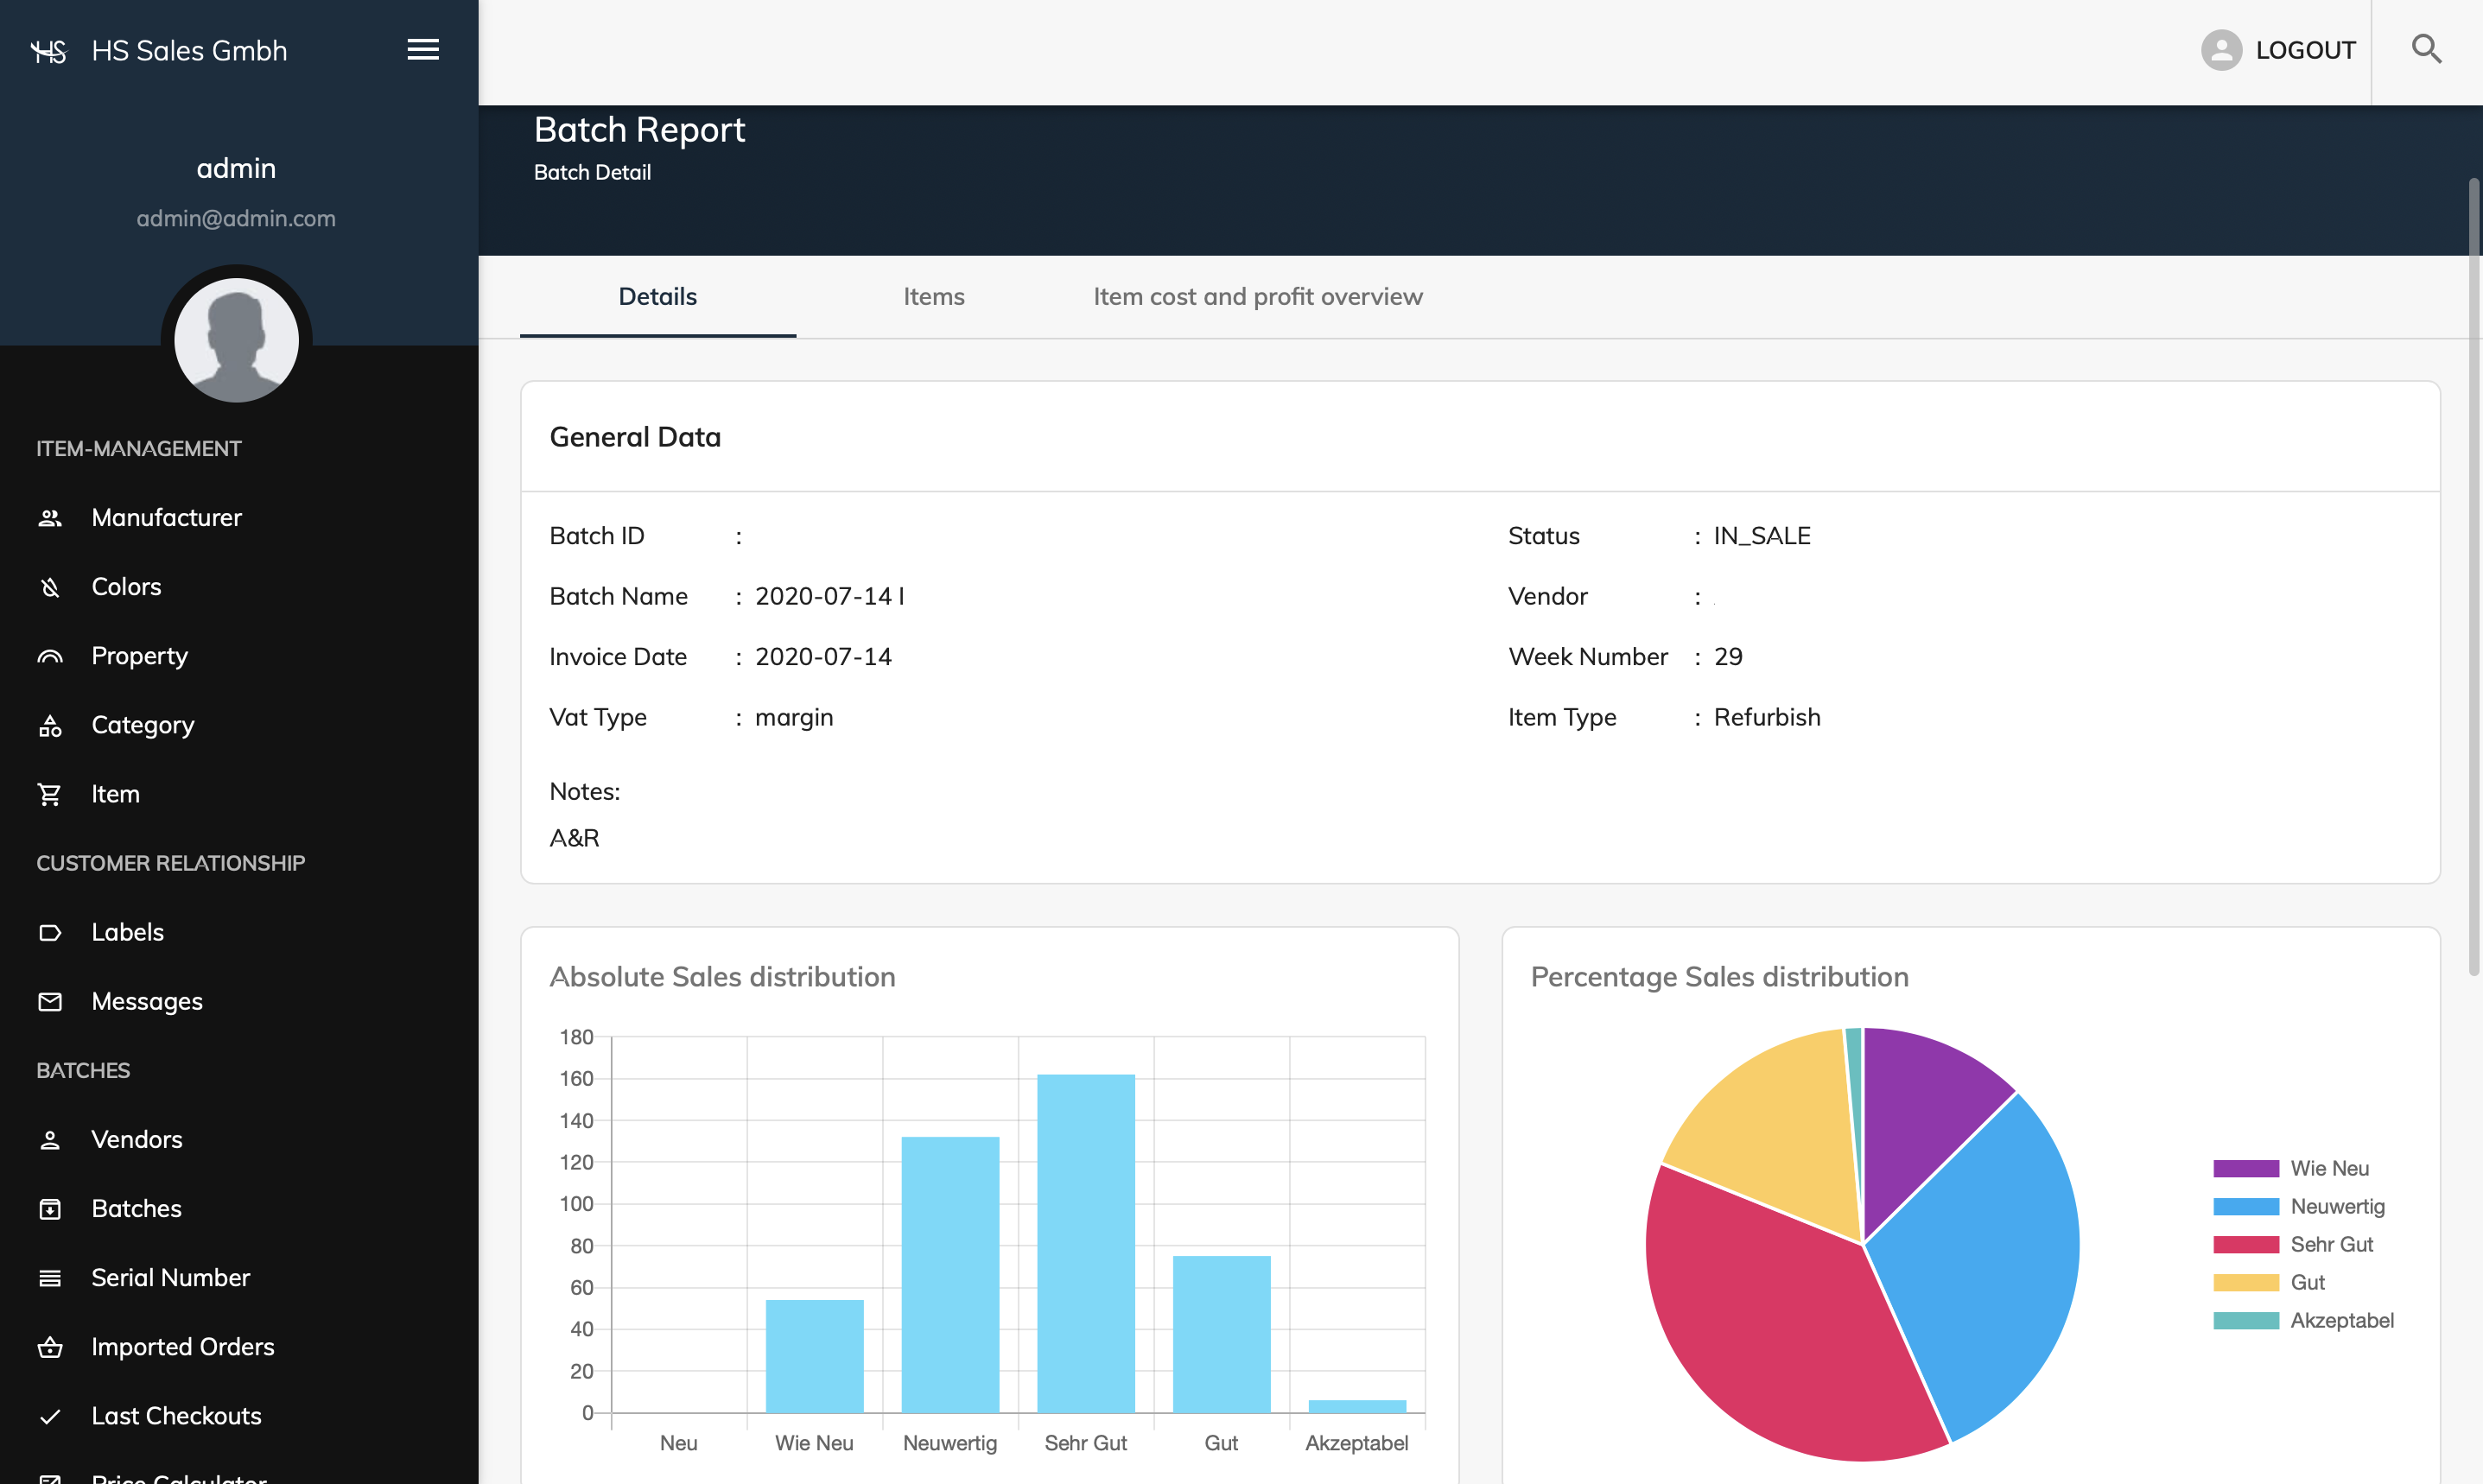 HS HS Sales Gmbh
LOGOUT
admin
admin@admin.com
ITEM-MANAGEMENT
Manufacturer
Colors
Property
Category
Item
CUSTOMER RELATIONSHIP
Labels
Messages
BATCHES
Vendors
Batches
Serial Number
Imported Orders
Last Checkouts
Price Calculator
Batch Report
Batch Detail
Details Items Item cost and profit overview
General Data
Batch ID :
Batch Name : 2020-07-14 I
Invoice Date : 2020-07-14
Vat Type : margin
Status : IN_SALE
Vendor :
Week Number : 29
Item Type : Refurbish
Notes:
A&R
Absolute Sales distribution
180
160
140
120
100
80
60
40
20
0
Neu Wie Neu Neuwertig Sehr Gut Gut Akzeptabel
Percentage Sales distribution
Wie Neu
Neuwertig
Sehr Gut
Gut
Akzeptabel